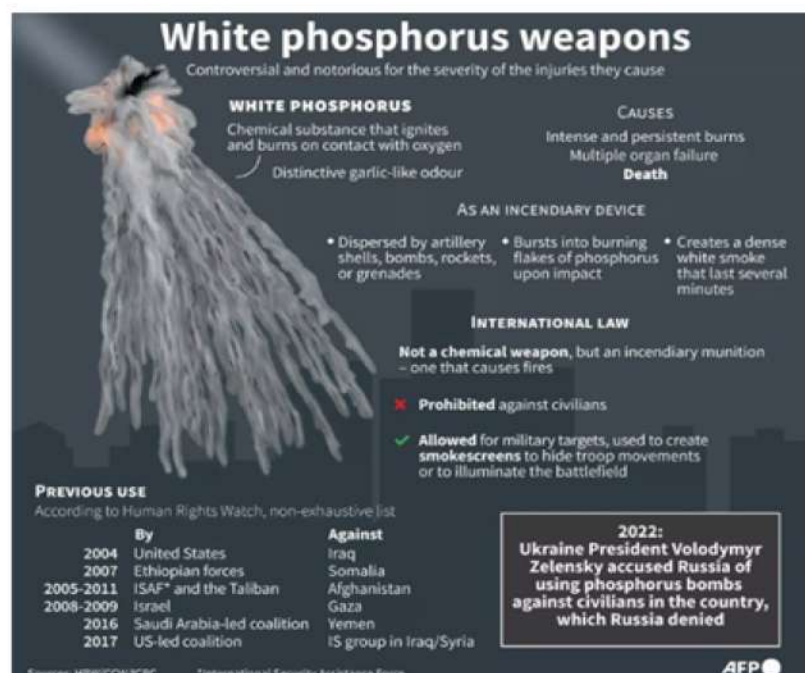 White phosphorus weapons
Controversial and notorious for the severity of the injuries they cause
WHITE PHOSPHORUS
Chemical substance that ignites
and burns on contact with oxygen
Distinctive garlic-like odour
CAUSES
Intense and persistent burns
Multiple organ failure
Death
AS AN INCENDIARY DEVICE
• Dispersed by artillery
shells, bombs, rockets,
or grenades
• Bursts into burning
flakes of phosphorus
upon impact
• Creates a dense
white smoke
that last several
minutes
INTERNATIONAL LAW
Not a chemical weapon, but an incendiary munition
– one that causes fires
Prohibited against civilians
Allowed for military targets, used to create
smokescreens to hide troop movements
or to illuminate the battlefield
PREVIOUS USE
According to Human Rights Watch, non-exhaustive list
By Against
2004 United States Iraq
2007 Ethiopian forces Somalia
2005-2011 ISAF* and the Taliban Afghanistan
2008-2009 Israel Gaza
2016 Saudi Arabia-led coalition Yemen
2017 US-led coalition IS group in Iraq/Syria
2022:
Ukraine President Volodymyr
Zelensky accused Russia of
using phosphorus bombs
against civilians in the country,
which Russia denied
*International Security Assistance Force
AFP